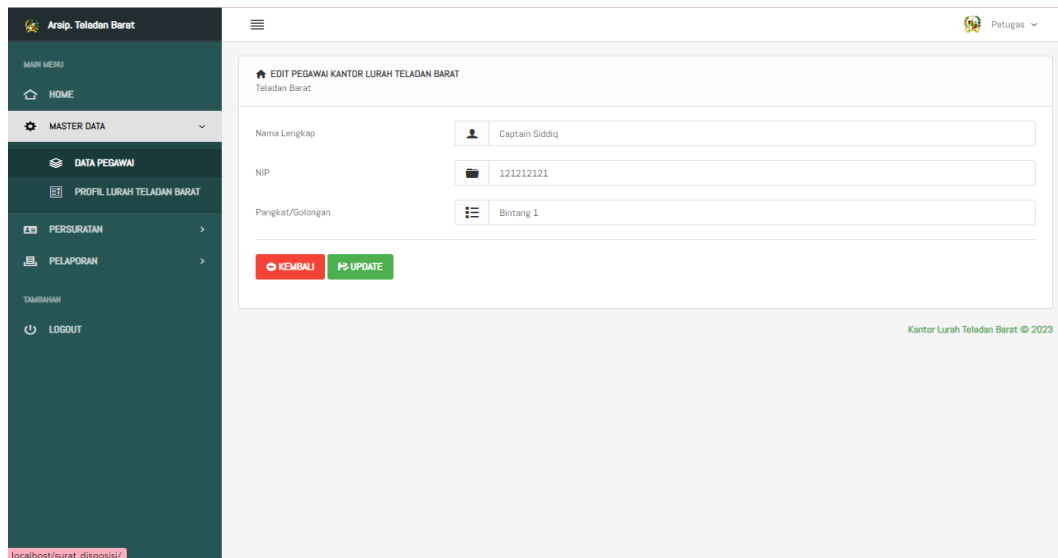 Arsip. Teladan Barat
Petugas
MAIN MENU
HOME
MASTER DATA
DATA PEGAWAI
PROFIL LURAH TELADAN BARAT
PERSURATAN
PELAPORAN
TAMBAHAN
LOGOUT
EDIT PEGAWAI KANTOR LURAH TELADAN BARAT
Teladan Barat
Nama Lengkap
Captain Siddiq
NIP
121212121
Pangkat/Golongan
Bintang 1
KEMBALI
UPDATE
Kantor Lurah Teladan Barat © 2023
localhost/surat_disposisi/